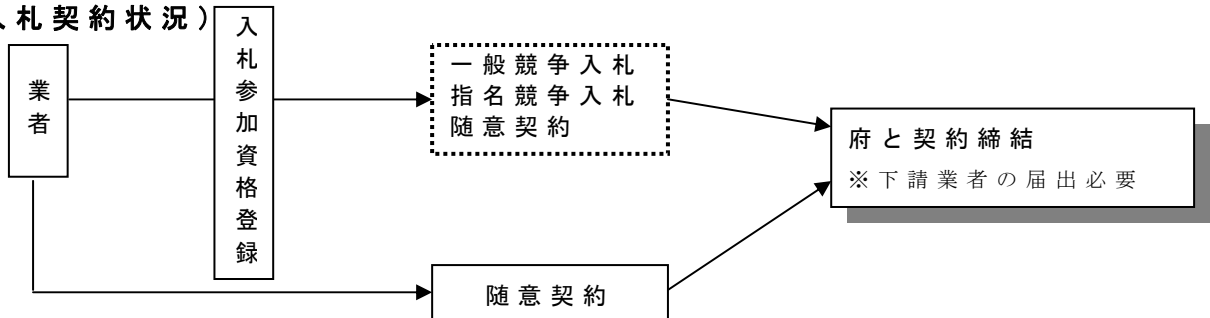 入札契約状況）
業者
入札参加資格登録
一般競争入札
指名競争入札
随意契約
府と契約締結
※下請業者の届出必要
随意契約